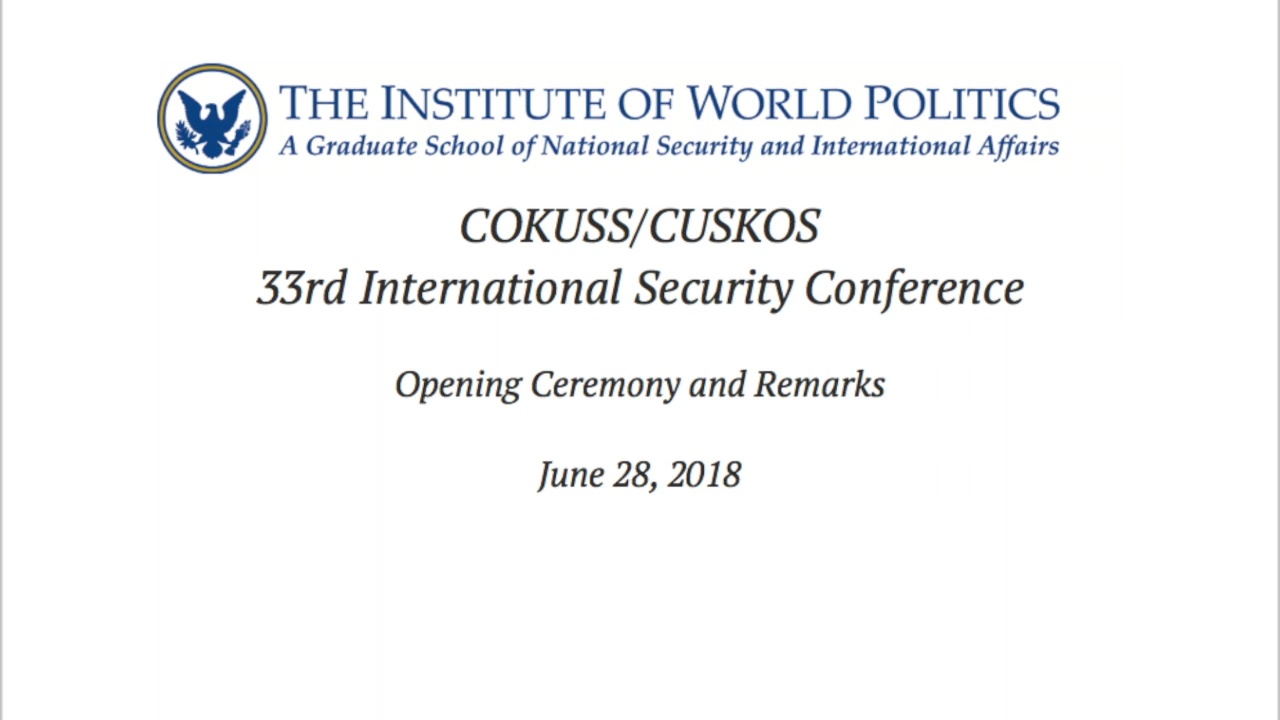 THE INSTITUTE OF WORLD POLITICS
A Graduate School of National Security and International Affairs
COKUSS/CUSKOS
33rd International Security Conference
Opening Ceremony and Remarks
June 28, 2018